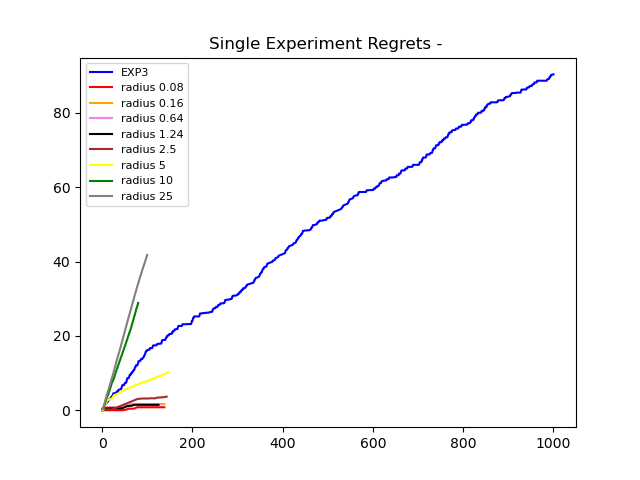 Single Experiment Regrets -
EXP3
radius 0.08
radius 0.16
radius 0.64
radius 1.24
radius 2.5
radius 5
radius 10
radius 25
80
60
40
20
0
0 200 400 600 800 1000